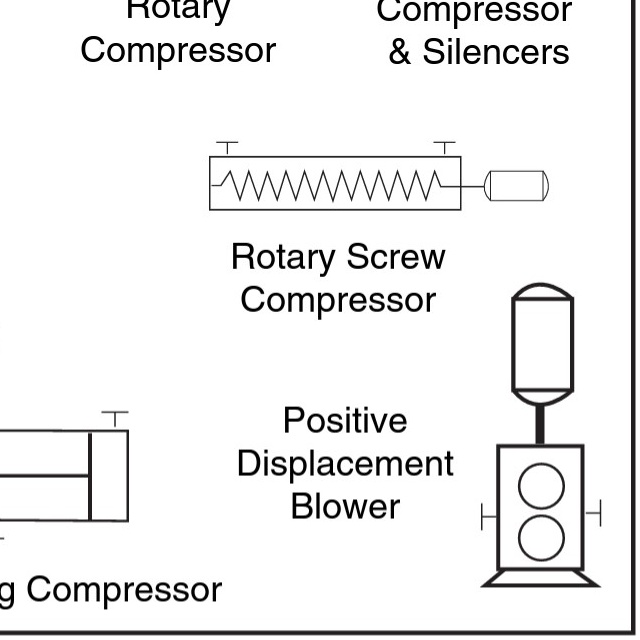 Rotary
Compressor
Compressor
& Silencers
Rotary Screw
Compressor
Positive
Displacement
Blower
g Compressor